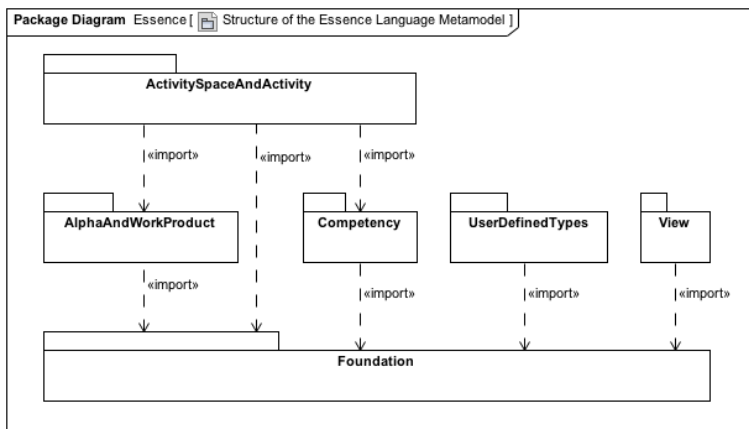 Package Diagram Essence [ Structure of the Essence Language Metamodel ]
ActivitySpaceAndActivity
«import» «import» «import»
AlphaAndWorkProduct Competency UserDefinedTypes View
«import» «import» «import» «import»
Foundation